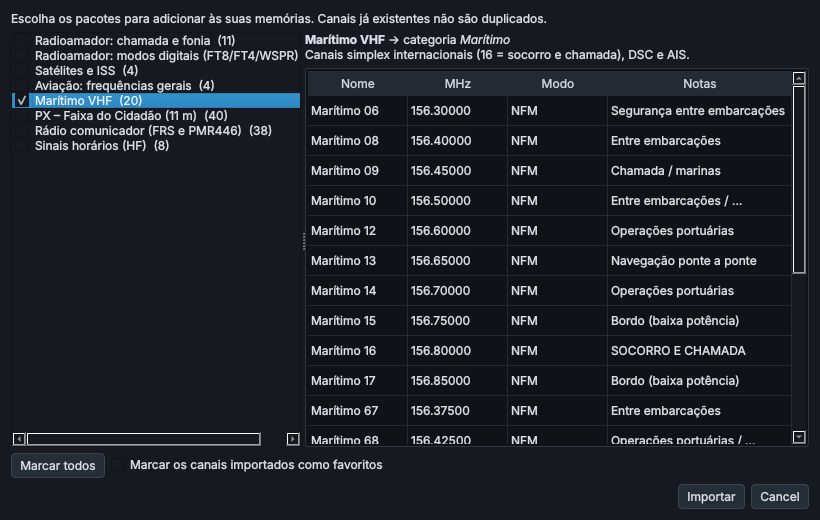 Escolha os pacotes para adicionar às suas memórias. Canais já existentes não são duplicados.
Radioamador: chamada e fonia (11)
Radioamador: modos digitais (FT8/FT4/WSPR)
Satélites e ISS (4)
Aviação: frequências gerais (4)
Marítimo VHF (20)
PX – Faixa do Cidadão (11 m) (40)
Rádio comunicador (FRS e PMR446) (38)
Sinais horários (HF) (8)
Marítimo VHF → categoria Marítimo
Canais simplex internacionais (16 = socorro e chamada), DSC e AIS.
Nome MHz Modo Notas
Marítimo 06 156.30000 NFM Segurança entre embarcações
Marítimo 08 156.40000 NFM Entre embarcações
Marítimo 09 156.45000 NFM Chamada / marinas
Marítimo 10 156.50000 NFM Entre embarcações / ...
Marítimo 12 156.60000 NFM Operações portuárias
Marítimo 13 156.65000 NFM Navegação ponte a ponte
Marítimo 14 156.70000 NFM Operações portuárias
Marítimo 15 156.75000 NFM Bordo (baixa potência)
Marítimo 16 156.80000 NFM SOCORRO E CHAMADA
Marítimo 17 156.85000 NFM Bordo (baixa potência)
Marítimo 67 156.37500 NFM Entre embarcações
Marítimo 68 156.42500 NFM Operações portuárias / ...
Marcar todos
Marcar os canais importados como favoritos
Importar
Cancel